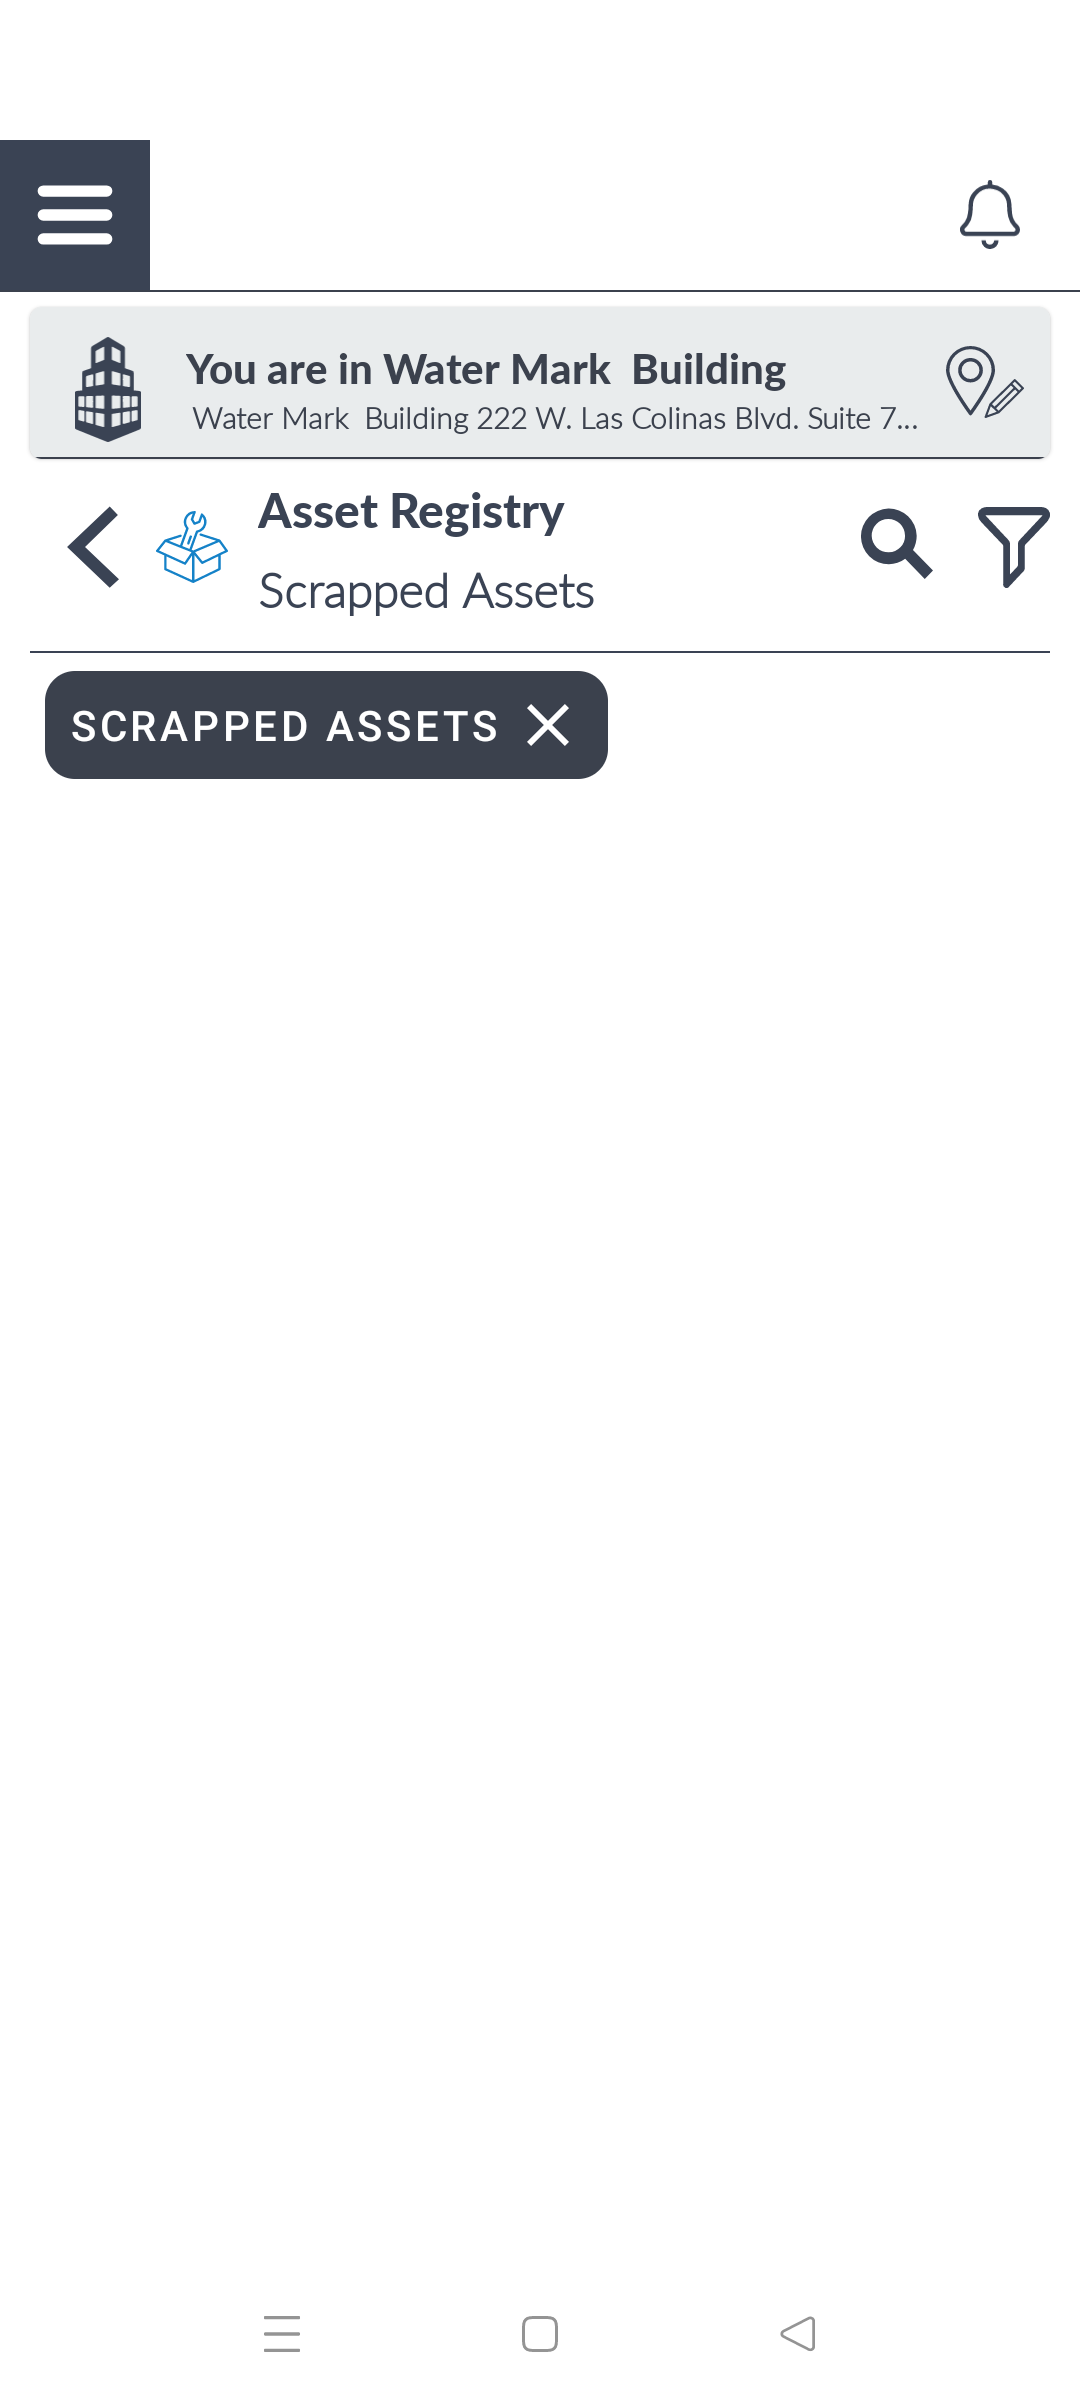 You are in Water Mark  Building
Water Mark  Building 222 W. Las Colinas Blvd. Suite 7...
Asset Registry
Scrapped Assets
SCRAPPED ASSETS